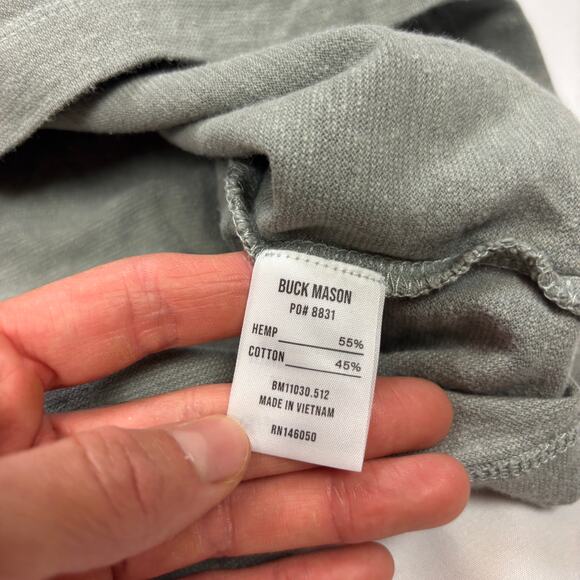 BUCK MASON
PO# 8831
HEMP 55%
COTTON 45%
BM11030.512
MADE IN VIETNAM
RN146050